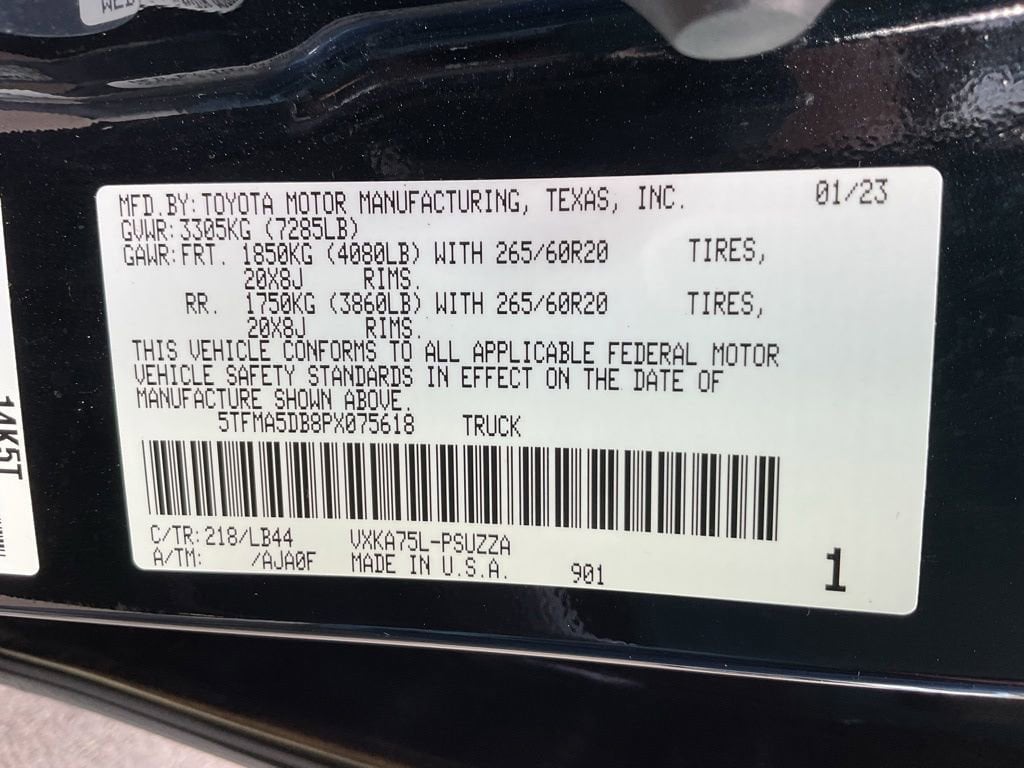 MFD. BY: TOYOTA MOTOR MANUFACTURING, TEXAS, INC. 01/23
GVWR: 3305KG (7285LB)
GAWR: FRT. 1850KG (4080LB) WITH 265/60R20 TIRES,
20X8J RIMS.
RR. 1750KG (3860LB) WITH 265/60R20 TIRES,
20X8J RIMS.
THIS VEHICLE CONFORMS TO ALL APPLICABLE FEDERAL MOTOR
VEHICLE SAFETY STANDARDS IN EFFECT ON THE DATE OF
MANUFACTURE SHOWN ABOVE.
5TFMA5DB8PX075618 TRUCK
C/TR: 218/LB44 VXKA75L-PSUZZA
A/TM: /AJA0F MADE IN U.S.A. 901 1
14K5T